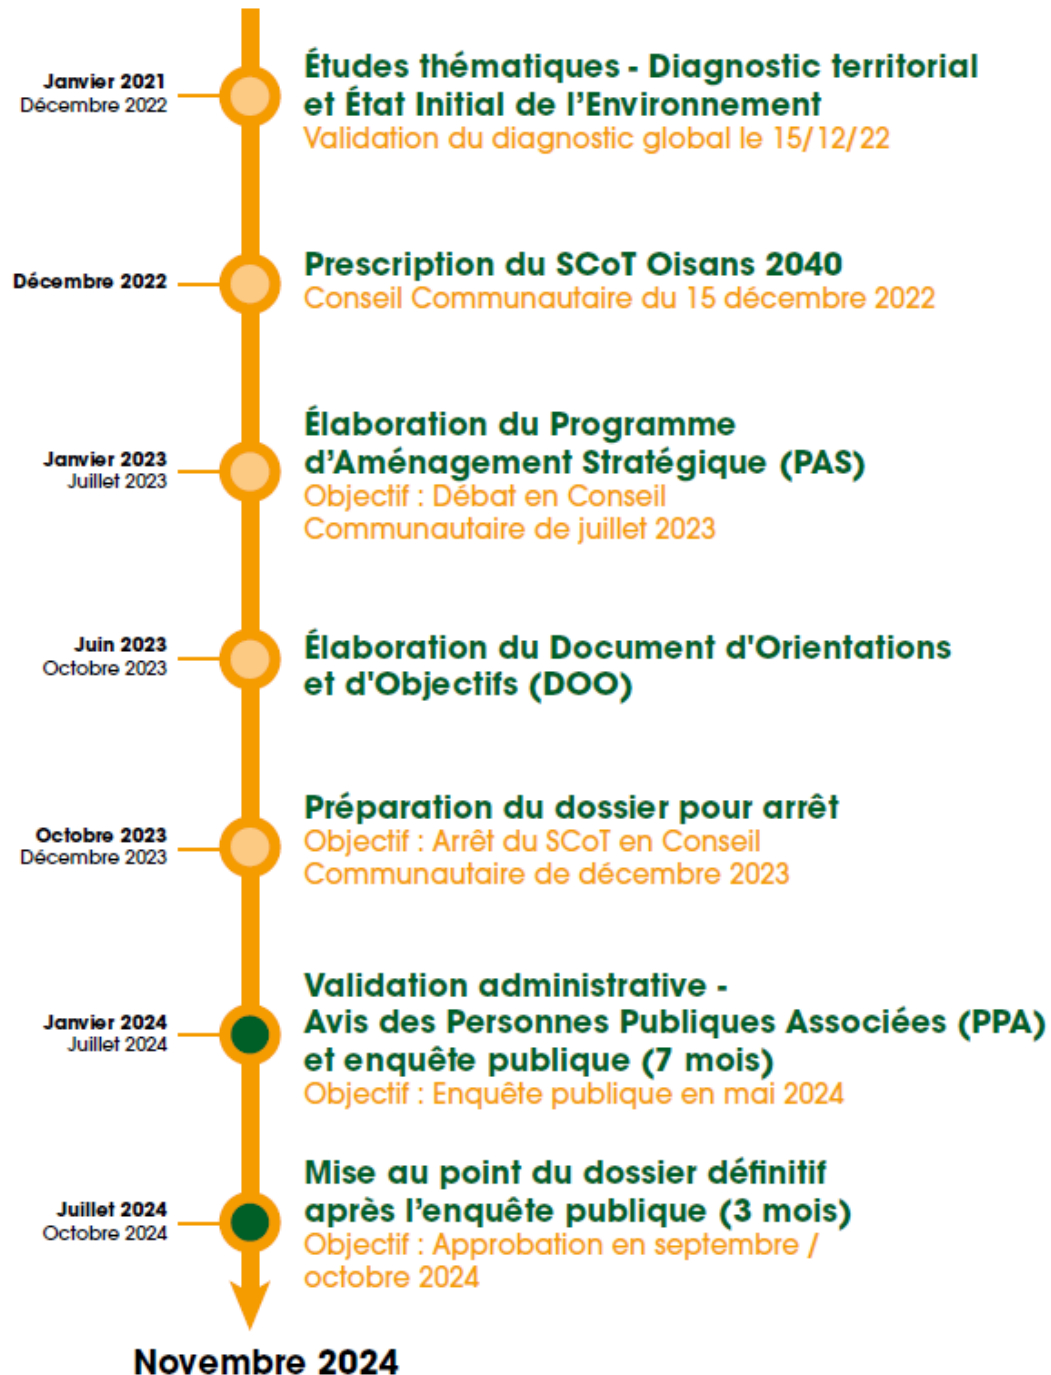 Janvier 2021
Décembre 2022
Études thématiques - Diagnostic territorial
et État Initial de l'Environnement
Validation du diagnostic global le 15/12/22
Décembre 2022
Prescription du SCoT Oisans 2040
Conseil Communautaire du 15 décembre 2022
Janvier 2023
Juillet 2023
Élaboration du Programme
d'Aménagement Stratégique (PAS)
Objectif : Débat en Conseil
Communautaire de juillet 2023
Juin 2023
Octobre 2023
Élaboration du Document d'Orientations
et d'Objectifs (DOO)
Octobre 2023
Décembre 2023
Préparation du dossier pour arrêt
Objectif : Arrêt du SCoT en Conseil
Communautaire de décembre 2023
Janvier 2024
Juillet 2024
Validation administrative -
Avis des Personnes Publiques Associées (PPA)
et enquête publique (7 mois)
Objectif : Enquête publique en mai 2024
Juillet 2024
Octobre 2024
Mise au point du dossier définitif
après l'enquête publique (3 mois)
Objectif : Approbation en septembre /
octobre 2024
Novembre 2024